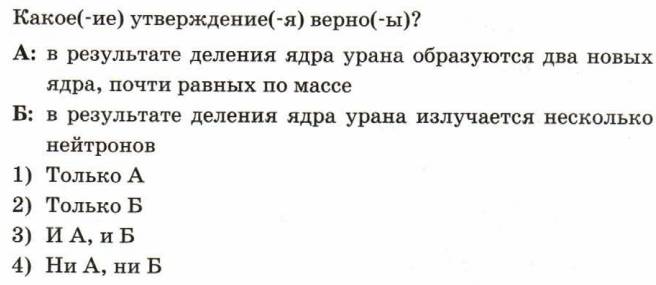 Какое(-ие) утверждение(-я) верно(-ы)?
А: в результате деления ядра урана образуются два новых
ядра, почти равных по массе
Б: в результате деления ядра урана излучается несколько
нейтронов
1) Только А
2) Только Б
3) И А, и Б
4) Ни А, ни Б